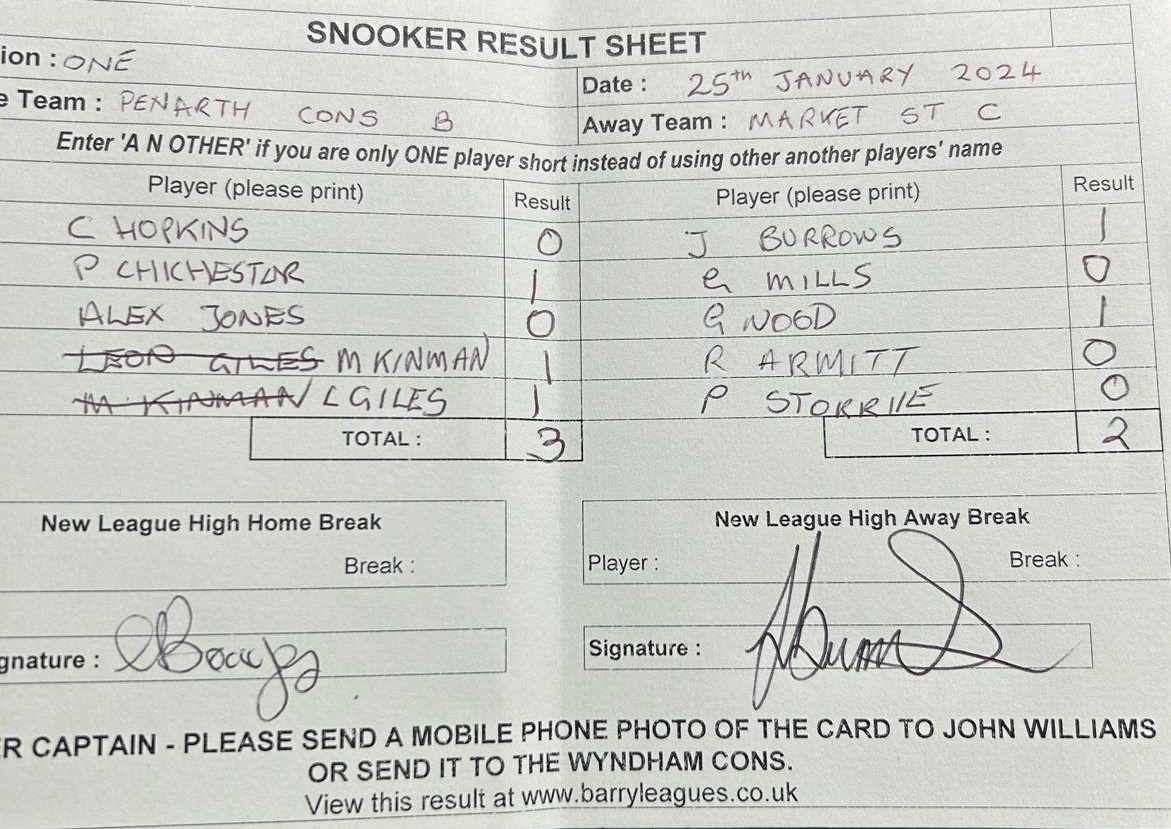 SNOOKER RESULT SHEET
ion : ONE
Date : 25th JANUARY 2024
e Team : PENARTH CONS B
Away Team : MARKET ST C
Enter 'A N OTHER' if you are only ONE player short instead of using other another players' name
Player (please print) Result Player (please print) Result
C HOPKINS 0 J BURROWS 1
P CHICHESTOR 1 G MILLS 0
ALEX JONES 0 G WOOD 1
LEON GILES M KINMAN 1 R ARMITT 0
M KINMAN L GILES 1 P 0
TOTAL : 3 TOTAL : 2
New League High Home Break
New League High Away Break
Break :
Player : Break :
gnature :
Signature :
R CAPTAIN - PLEASE SEND A MOBILE PHONE PHOTO OF THE CARD TO JOHN WILLIAMS
OR SEND IT TO THE WYNDHAM CONS.
View this result at www.barryleagues.co.uk